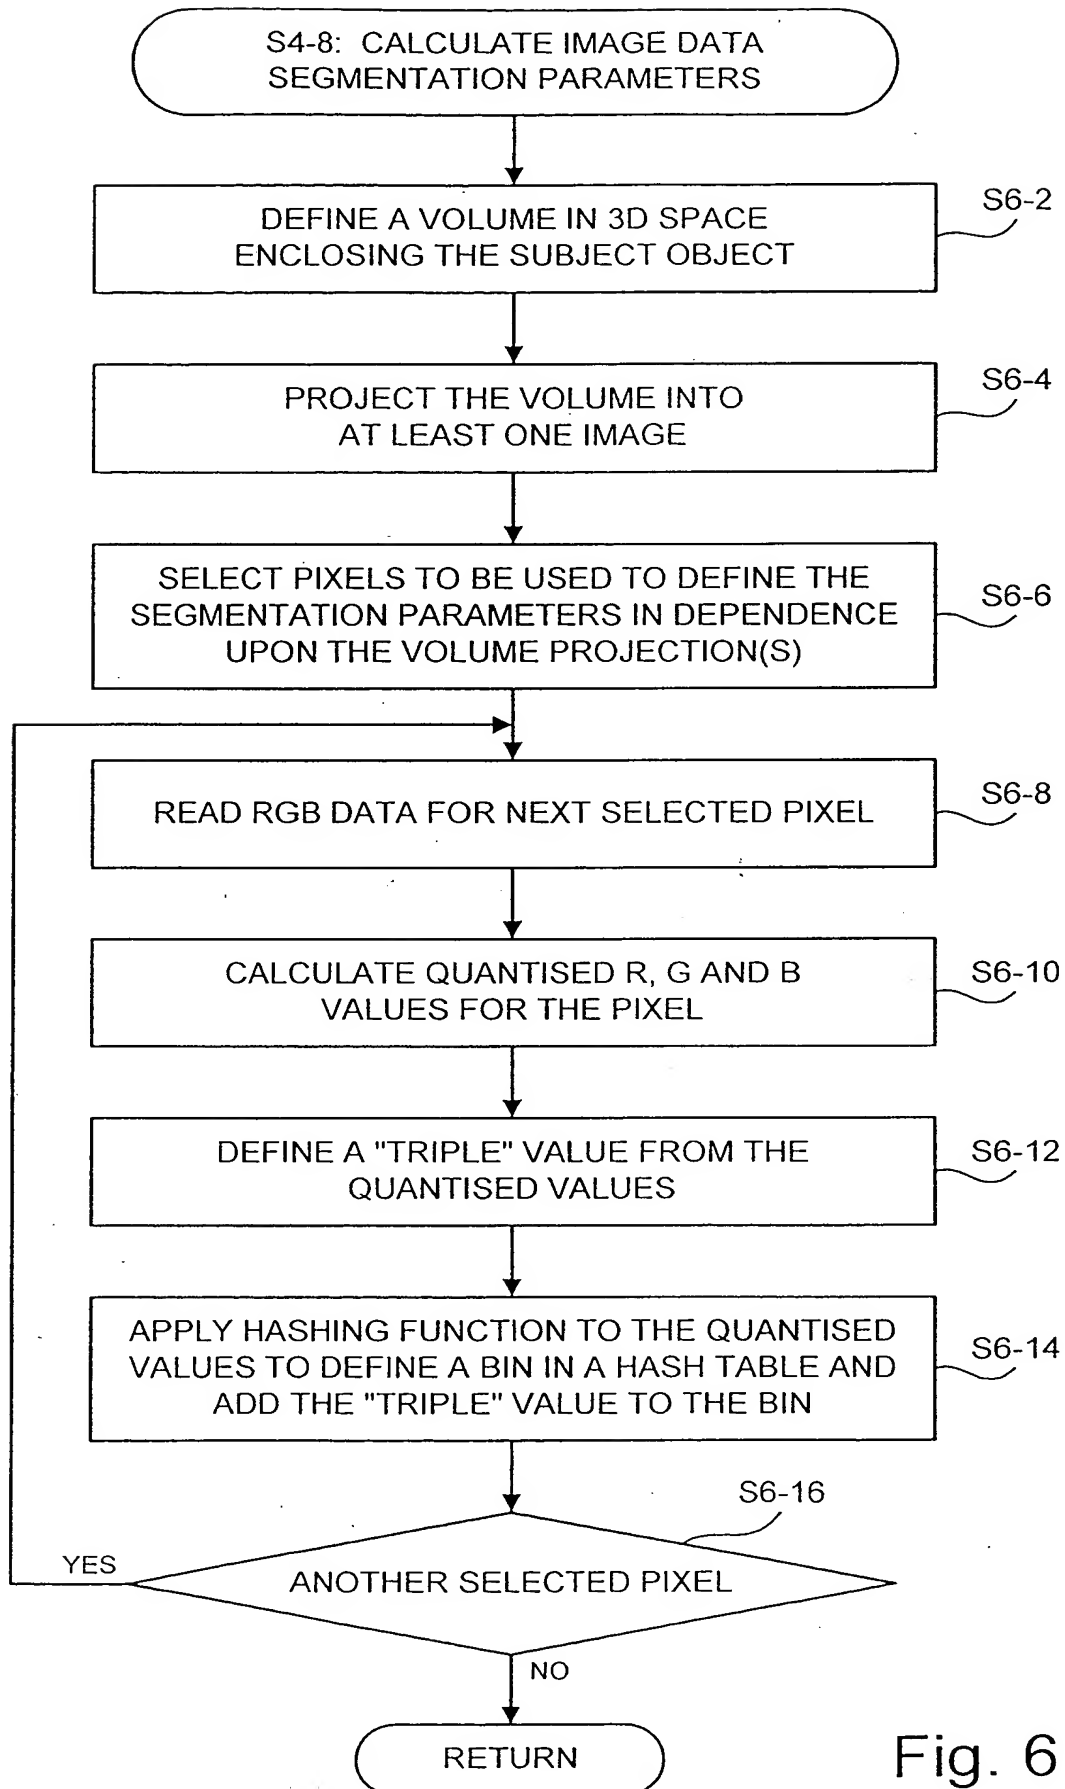 S4-8: CALCULATE IMAGE DATA
SEGMENTATION PARAMETERS
S6-2
DEFINE A VOLUME IN 3D SPACE
ENCLOSING THE SUBJECT OBJECT
S6-4
PROJECT THE VOLUME INTO
AT LEAST ONE IMAGE
SELECT PIXELS TO BE USED TO DEFINE THE
SEGMENTATION PARAMETERS IN DEPENDENCE
UPON THE VOLUME PROJECTION(S)
S6-6
READ RGB DATA FOR NEXT SELECTED PIXEL
S6-8
CALCULATE QUANTISED R, G AND B
VALUES FOR THE PIXEL
S6-10
DEFINE A "TRIPLE" VALUE FROM THE
QUANTISED VALUES
S6-12
APPLY HASHING FUNCTION TO THE QUANTISED
VALUES TO DEFINE A BIN IN A HASH TABLE AND
ADD THE "TRIPLE" VALUE TO THE BIN
S6-14
S6-16
YES
ANOTHER SELECTED PIXEL
NO
RETURN
Fig. 6